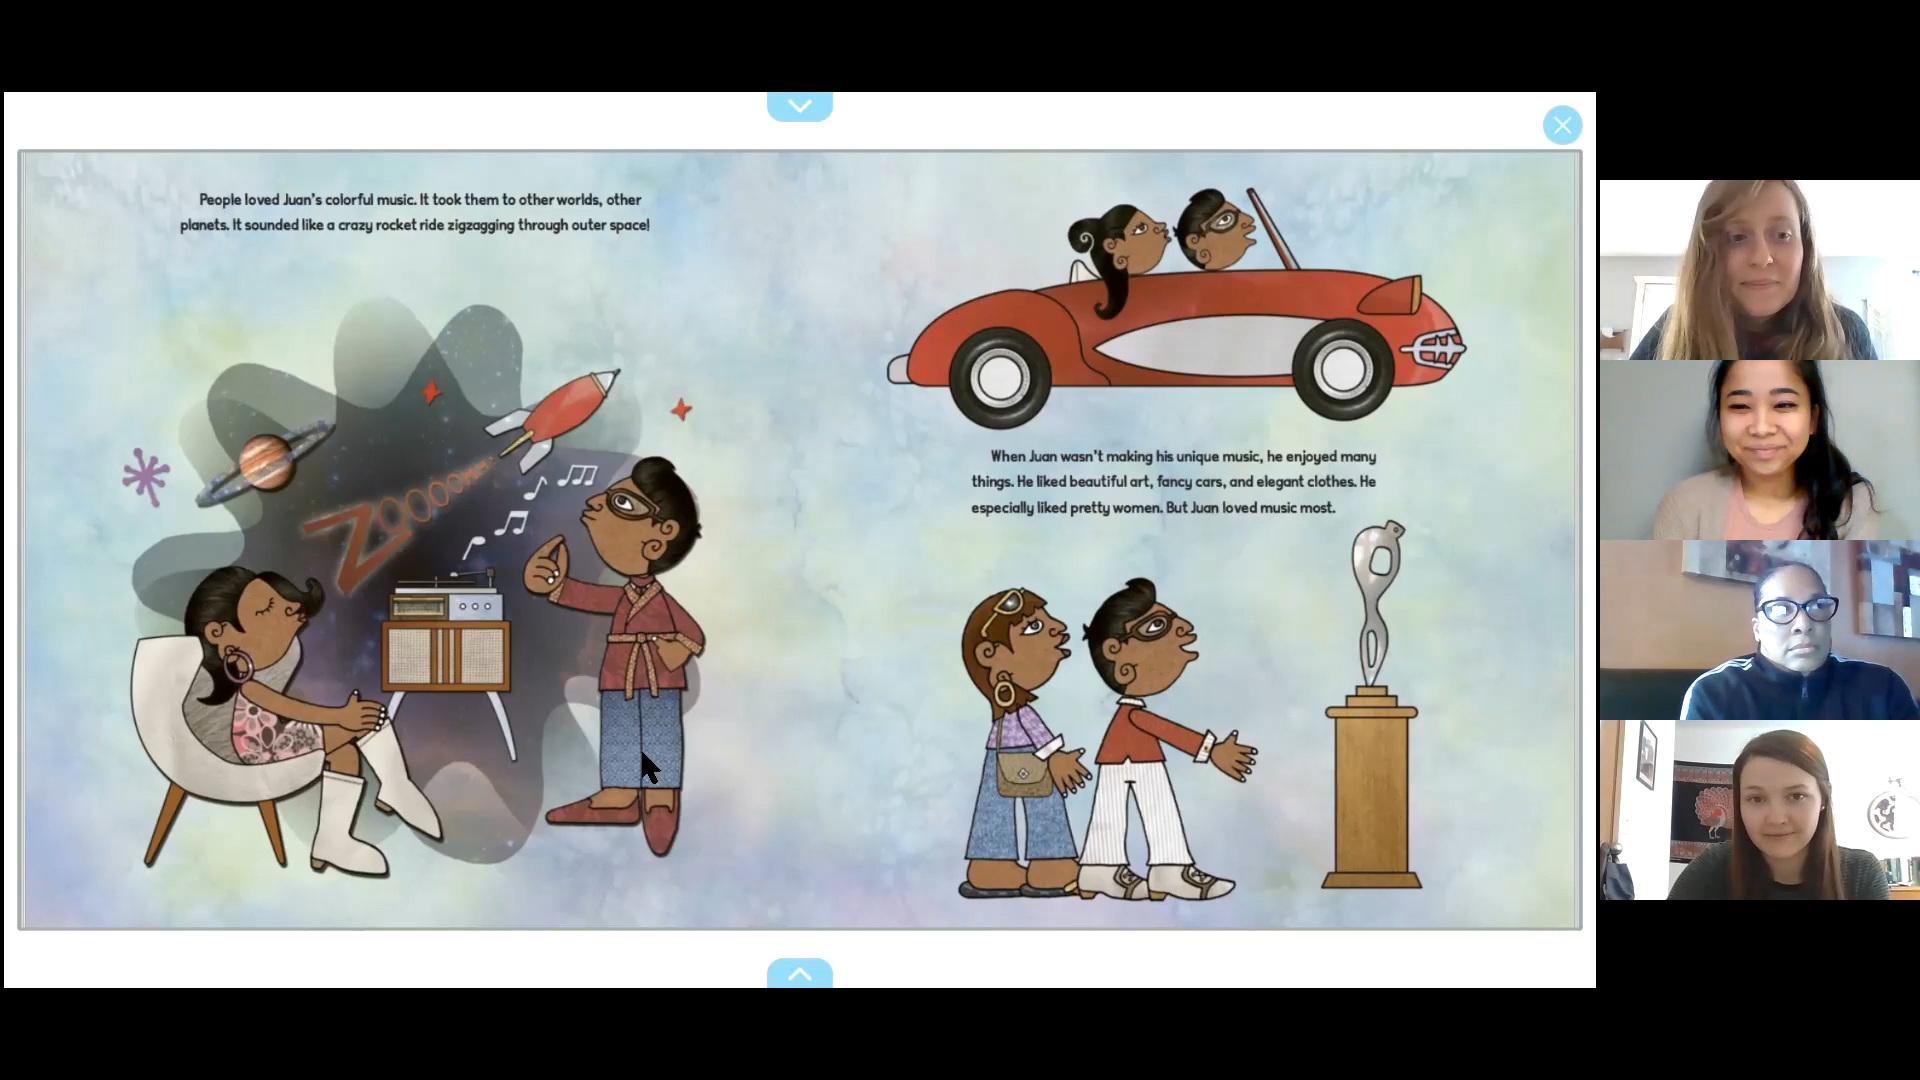 People loved Juan's colorful music. It took them to other worlds, other
planets. It sounded like a crazy rocket ride zigzagging through outer space!
ZOOOOMMM
When Juan wasn't making his unique music, he enjoyed many
things. He liked beautiful art, fancy cars, and elegant clothes. He
especially liked pretty women. But Juan loved music most.